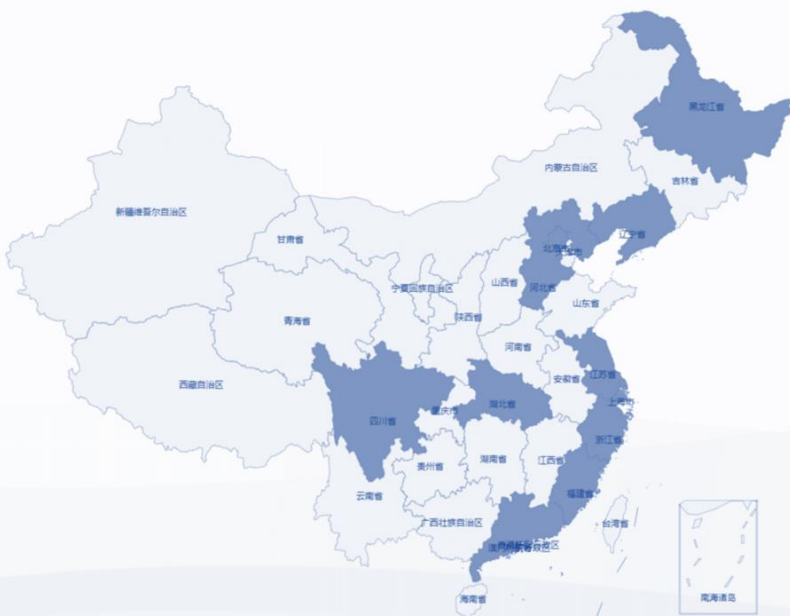 黑龙江省
内蒙古自治区
吉林省
新疆维吾尔自治区
辽宁省
甘肃省
北京市
山西省
宁夏回族自治区
河北省
山东省
陕西省
青海省
河南省
江苏省
安徽省
西藏自治区
上海市
湖北省
重庆市
四川省
浙江省
湖南省
江西省
贵州省
福建省
云南省
广西壮族自治区
台湾省
南海诸岛
海南省